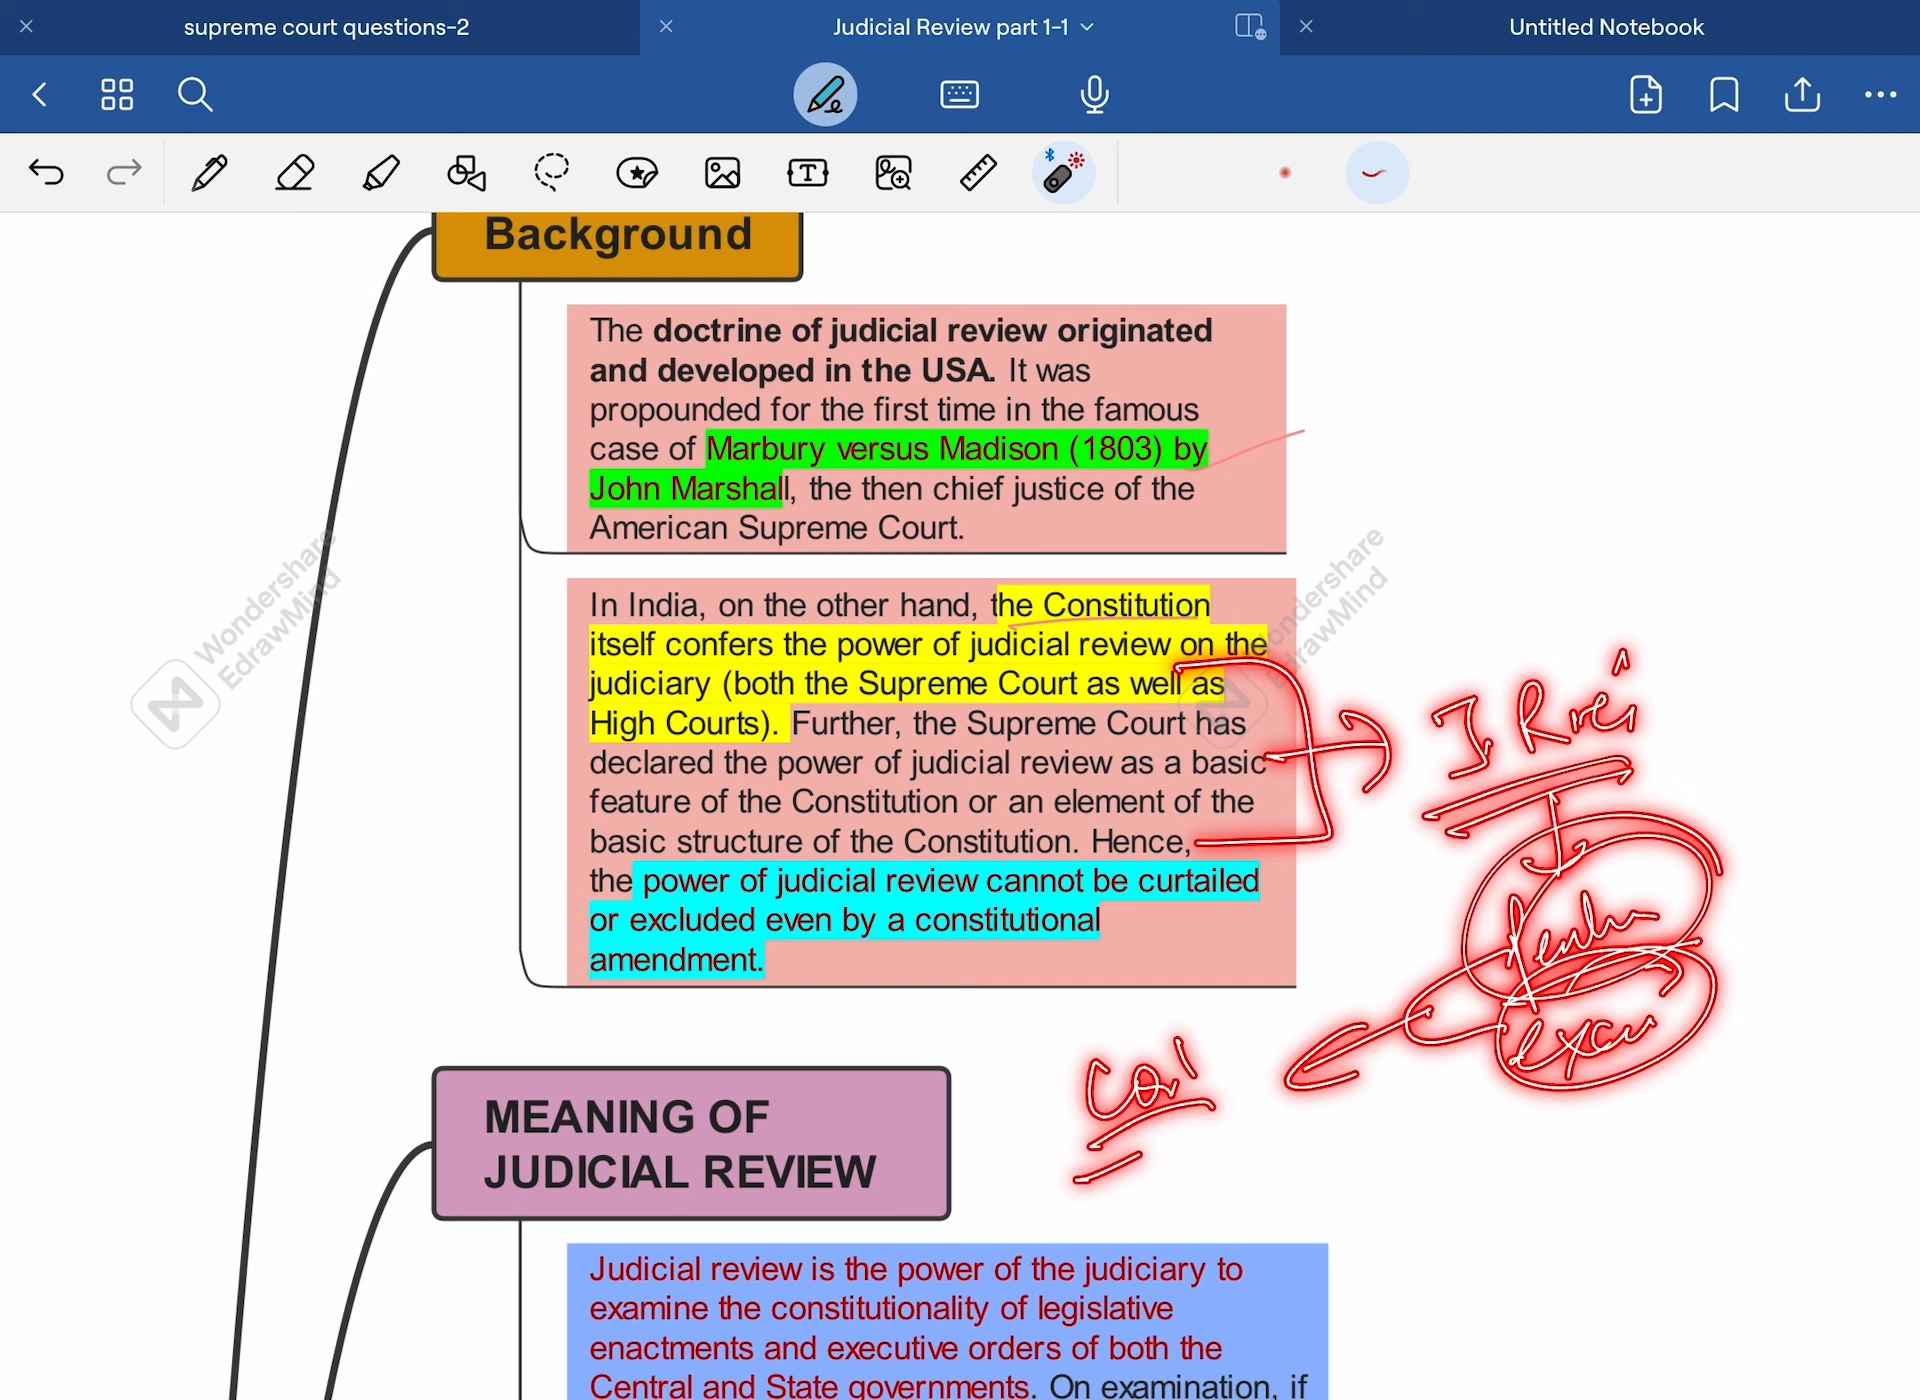 supreme court questions-2
Judicial Review part 1-1
Untitled Notebook
Background
The doctrine of judicial review originated
and developed in the USA. It was
propounded for the first time in the famous
case of Marbury versus Madison (1803) by
John Marshall, the then chief justice of the
American Supreme Court.
In India, on the other hand, the Constitution
itself confers the power of judicial review on the
judiciary (both the Supreme Court as well as
High Courts). Further, the Supreme Court has
declared the power of judicial review as a basic
feature of the Constitution or an element of the
basic structure of the Constitution. Hence,
the power of judicial review cannot be curtailed
or excluded even by a constitutional
amendment.
MEANING OF
JUDICIAL REVIEW
Judicial review is the power of the judiciary to
examine the constitutionality of legislative
enactments and executive orders of both the
Central and State governments. On examination, if
Wondershare
EdrawMind
Wondershare
EdrawMind